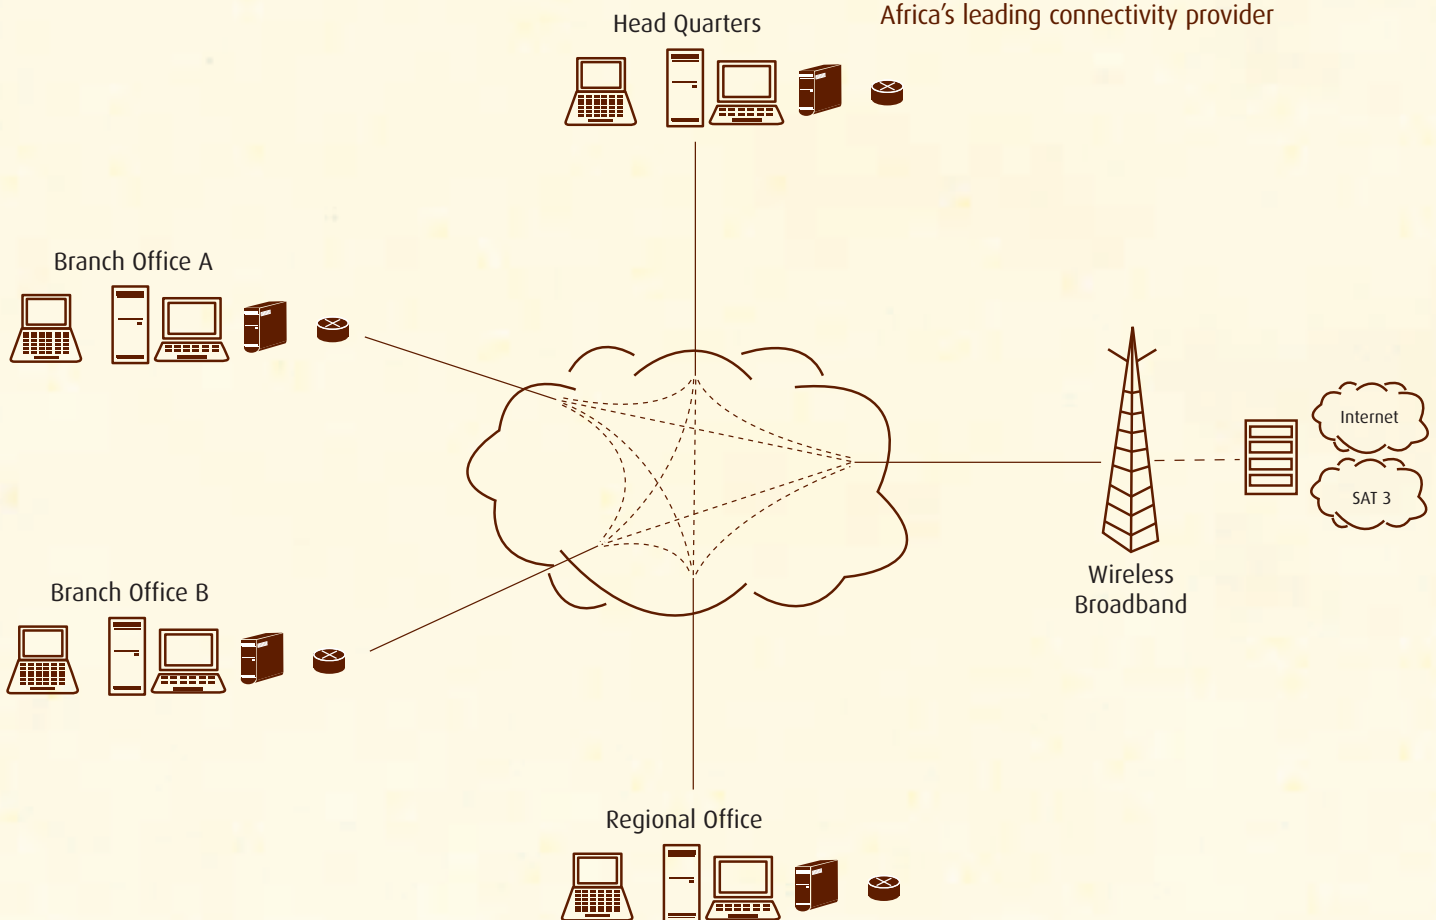 Africa's leading connectivity provider
Head Quarters
Branch Office A
Internet
SAT 3
Wireless
Broadband
Branch Office B
Regional Office